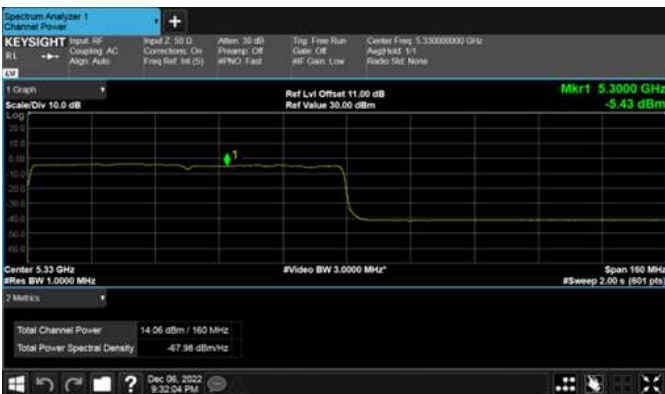 Spectrum Analyzer 1
Channel Power
+
KEYSIGHT Input: RF Input Z: 50 Ω Atten: 30 dB Trig: Free Run Center Freq: 5.330000000 GHz
RL Coupling: AC Corrections: On Preamp: Off Gate: Off Avg|Hold: 1/1
Align: Auto Freq Ref: Int (S) #PNO: Fast #IF Gain: Low Radio Std: None
1 Graph
Ref Lvl Offset 11.00 dB Mkr1 5.3000 GHz
Scale/Div 10.0 dB Ref Value 30.00 dBm -5.43 dBm
Log
20.0
10.0
0.00
1
-10.0
-20.0
-30.0
-40.0
-50.0
-60.0
Center 5.33 GHz #Video BW 3.0000 MHz* Span 160 MHz
#Res BW 1.0000 MHz #Sweep 2.00 s (601 pts)
2 Metrics
Total Channel Power 14.06 dBm / 160 MHz
Total Power Spectral Density -67.98 dBm/Hz
? Dec 06, 2022
9:32:04 PM